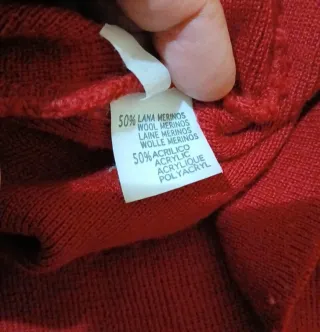 50% LANA MERINOS
WOOL MERINOS
LAINE MERINOS
WOLLE MERINOS
50% ACRILICO
ACRYLIC
ACRYLIQUE
POLYACRYL